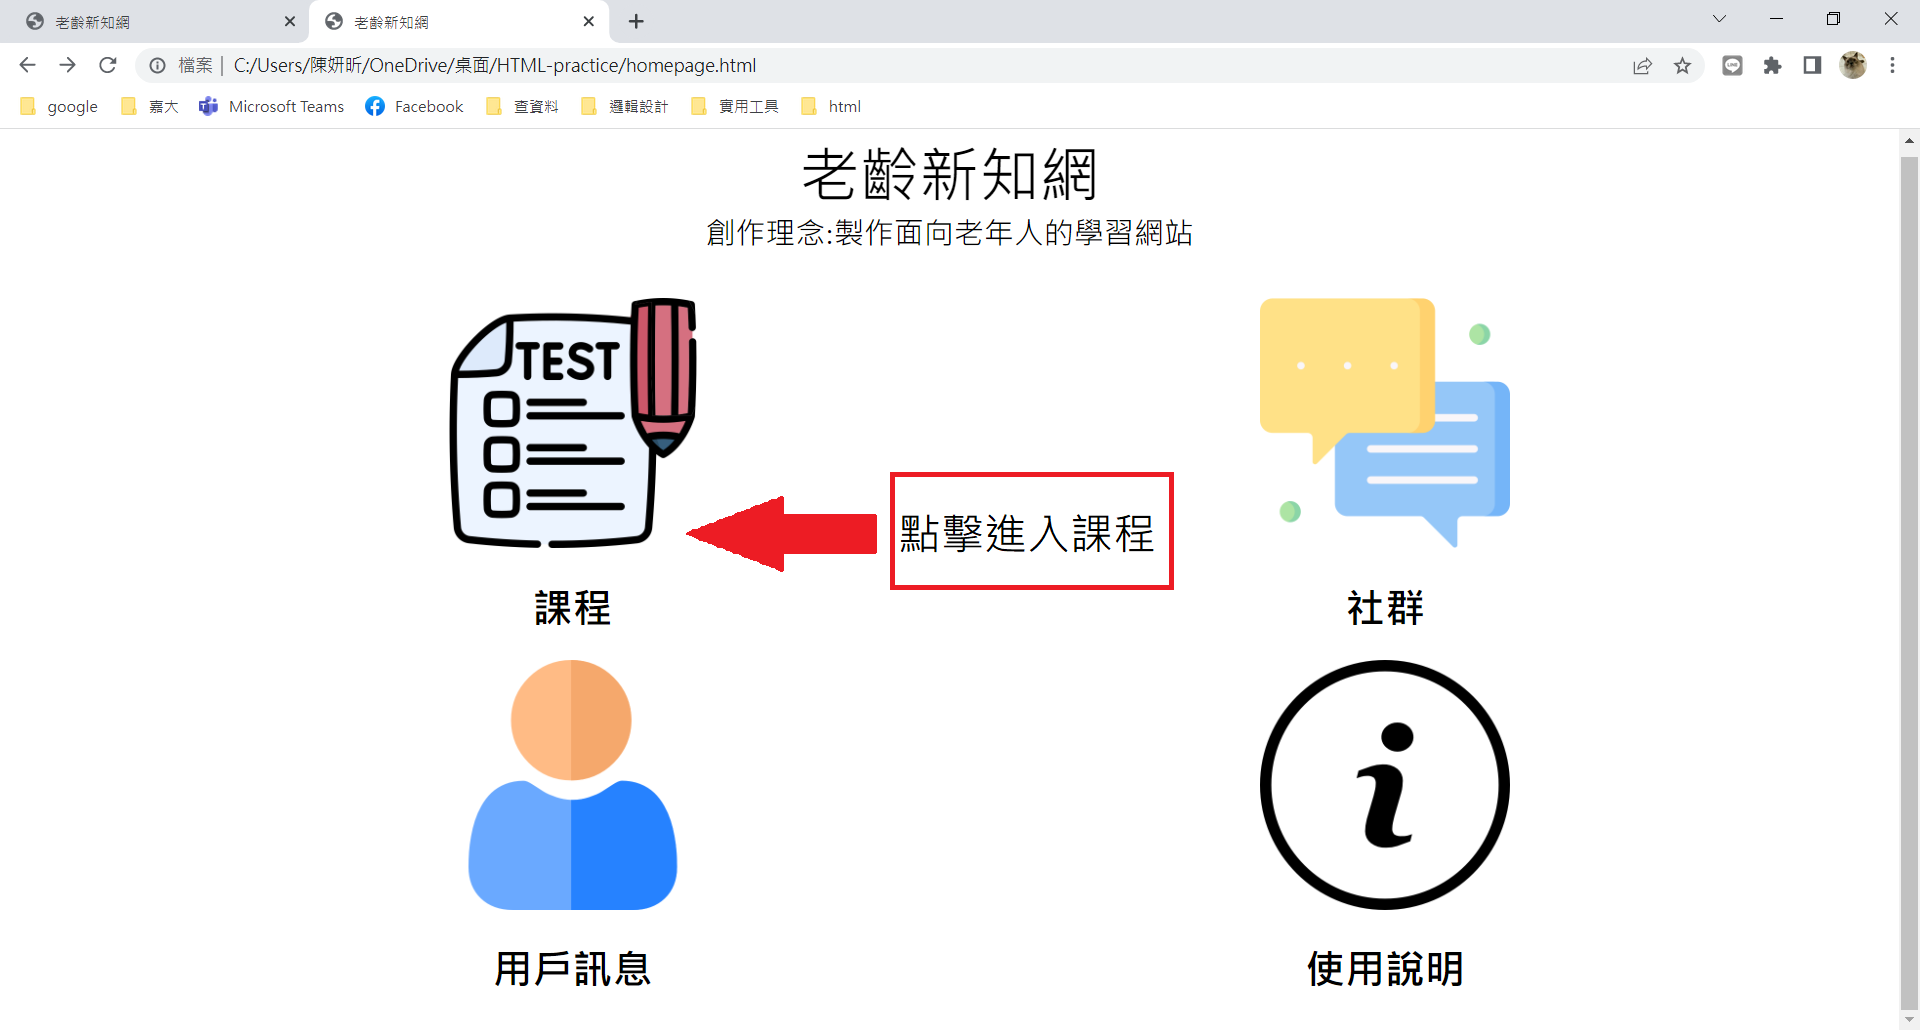 老齡新知網
老齡新知網
檔案 | C:/Users/陳妍昕/OneDrive/桌面/HTML-practice/homepage.html
google 嘉大 Microsoft Teams Facebook 查資料 邏輯設計 實用工具 html
老齡新知網
創作理念:製作面向老年人的學習網站
TEST
點擊進入課程
課程
社群
用戶訊息
使用說明